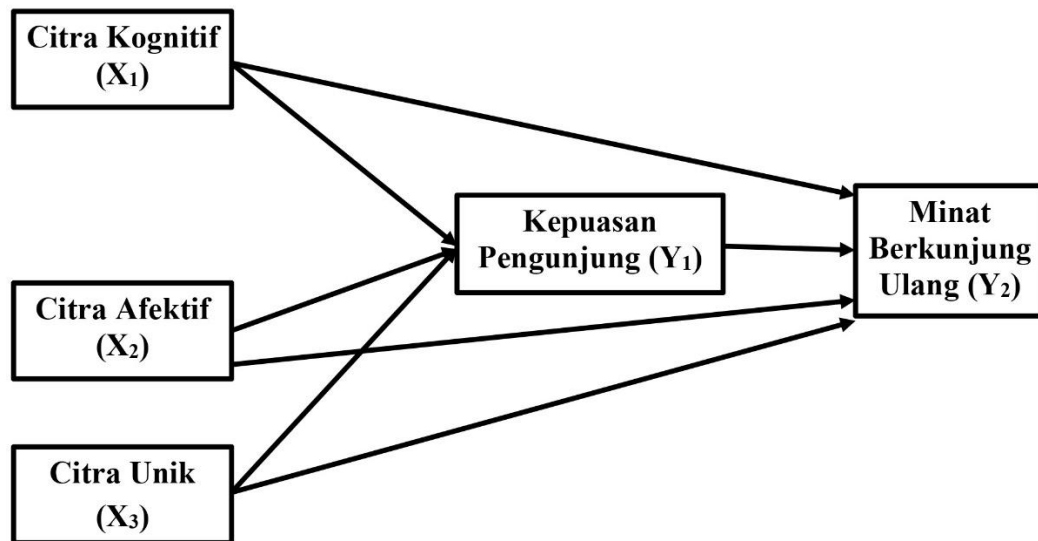 Citra Kognitif
(X₁)
Kepuasan
Pengunjung (Y₁)
Minat
Berkunjung
Ulang (Y₂)
Citra Afektif
(X₂)
Citra Unik
(X₃)